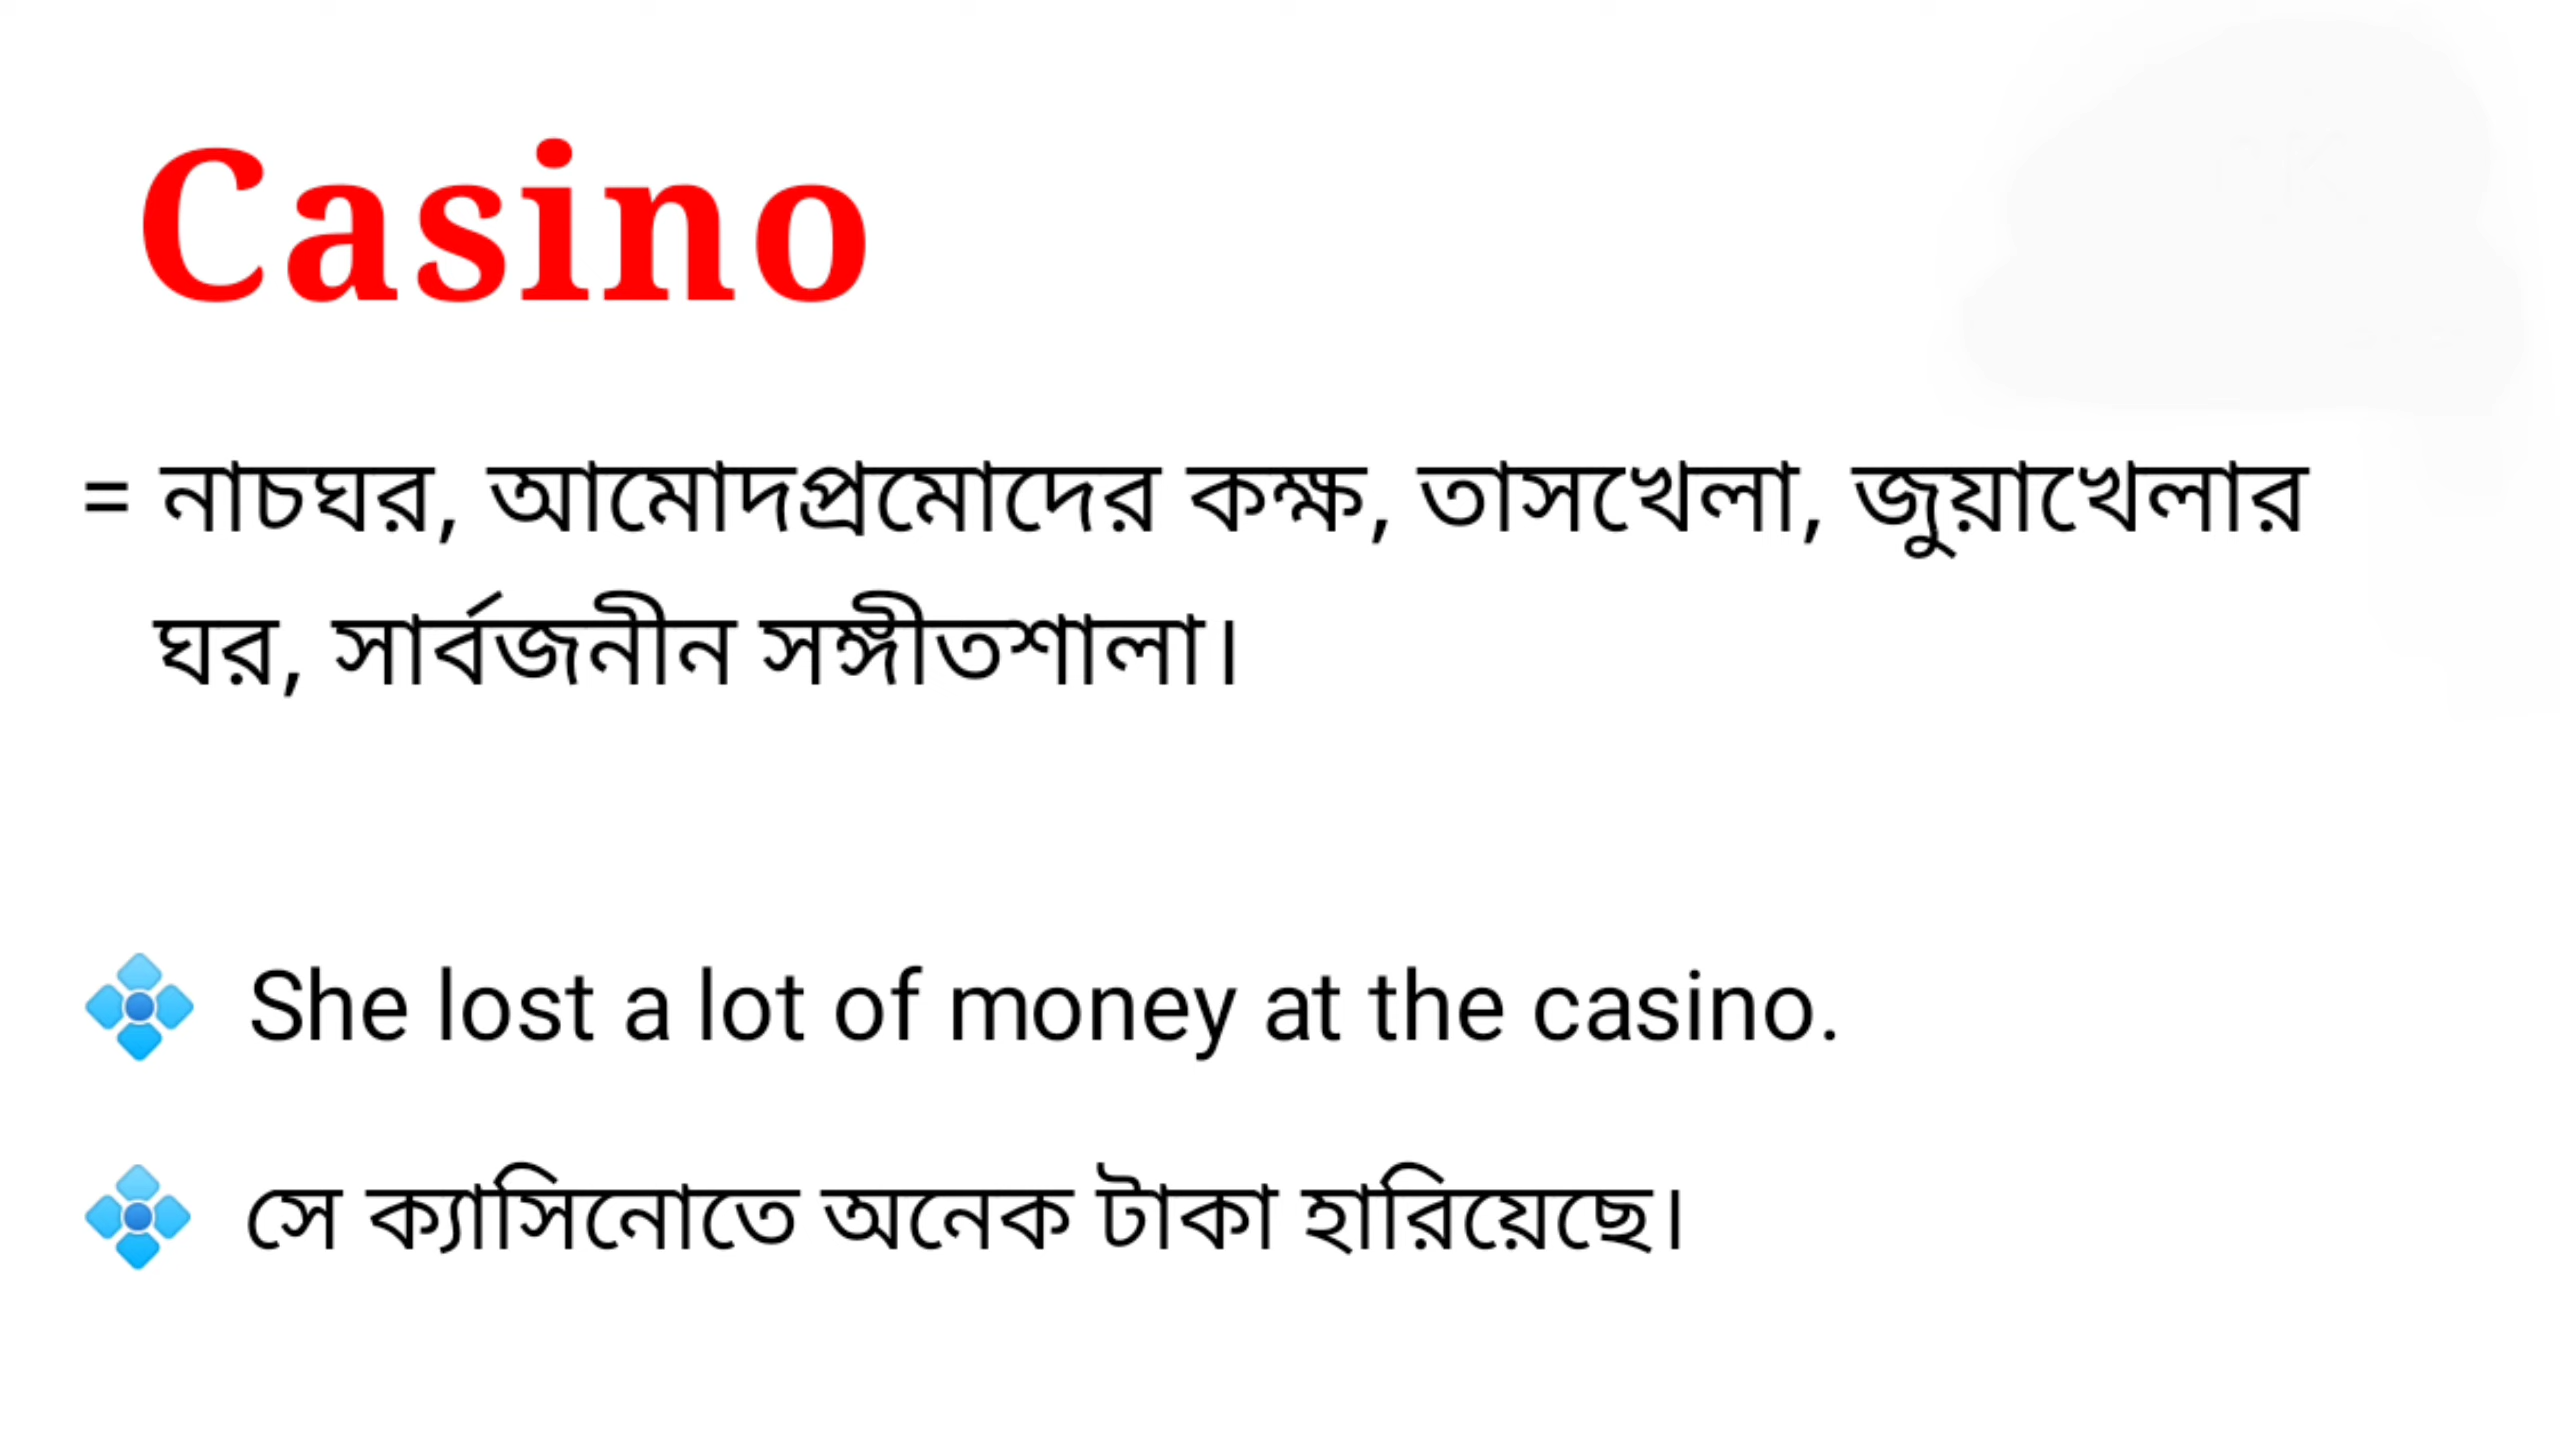 Casino
= নাচঘর, আমোদপ্রমোদের কক্ষ, তাসখেলা, জুয়াখেলার
ঘর, সার্বজনীন সঙ্গীতশালা।
She lost a lot of money at the casino.
সে ক্যাসিনোতে অনেক টাকা হারিয়েছে।